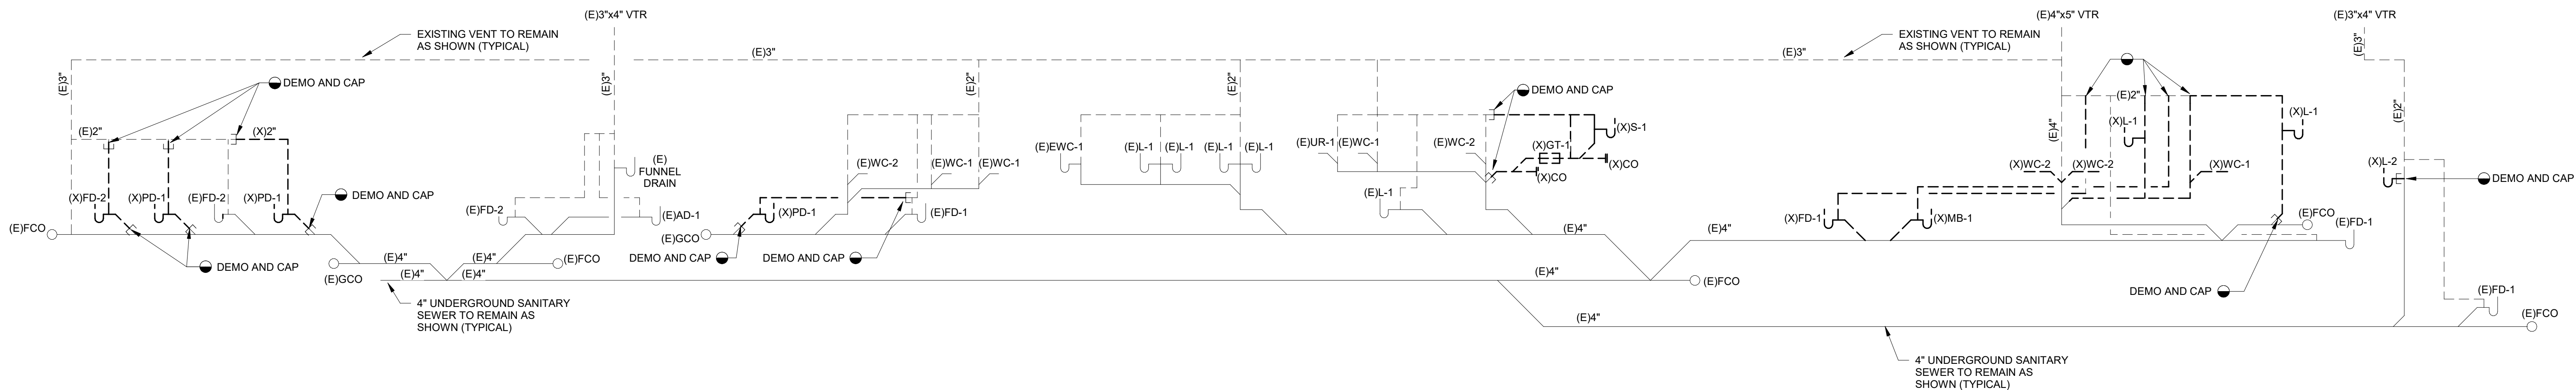 (E)3"x4" VTR
(E)4"x5" VTR
(E)3"x4" VTR
EXISTING VENT TO REMAIN
AS SHOWN (TYPICAL)
(E)3"
EXISTING VENT TO REMAIN
AS SHOWN (TYPICAL)
(E)3"
(E)3"
(E)3"
DEMO AND CAP
(E)3"
(E)2"
(E)2"
DEMO AND CAP
(E)2"
(E)2"
(E)2"
(X)2"
(E)4"
(X)L-1
(X)L-1
(X)S-1
(E)
FUNNEL
DRAIN
(E)WC-2
(E)WC-1
(E)WC-1
(E)EWC-1
(E)L-1
(E)L-1
(E)L-1
(E)L-1
(E)UR-1
(E)WC-1
(E)WC-2
(X)GT-1
(X)CO
(X)CO
(X)WC-2
(X)WC-2
(X)WC-1
(X)L-2
DEMO AND CAP
(X)FD-2
(X)PD-1
(E)FD-2
(X)PD-1
DEMO AND CAP
(E)FD-2
(E)AD-1
(X)PD-1
(E)FD-1
(E)L-1
(X)FD-1
(X)MB-1
(E)FCO
(E)FD-1
(E)FCO
(E)GCO
(E)4"
(E)4"
DEMO AND CAP
(E)4"
(E)4"
(E)FCO
DEMO AND CAP
DEMO AND CAP
(E)GCO
(E)4"
(E)4"
(E)4"
(E)FCO
DEMO AND CAP
(E)FD-1
4" UNDERGROUND SANITARY
SEWER TO REMAIN AS
SHOWN (TYPICAL)
(E)4"
(E)FCO
4" UNDERGROUND SANITARY
SEWER TO REMAIN AS
SHOWN (TYPICAL)